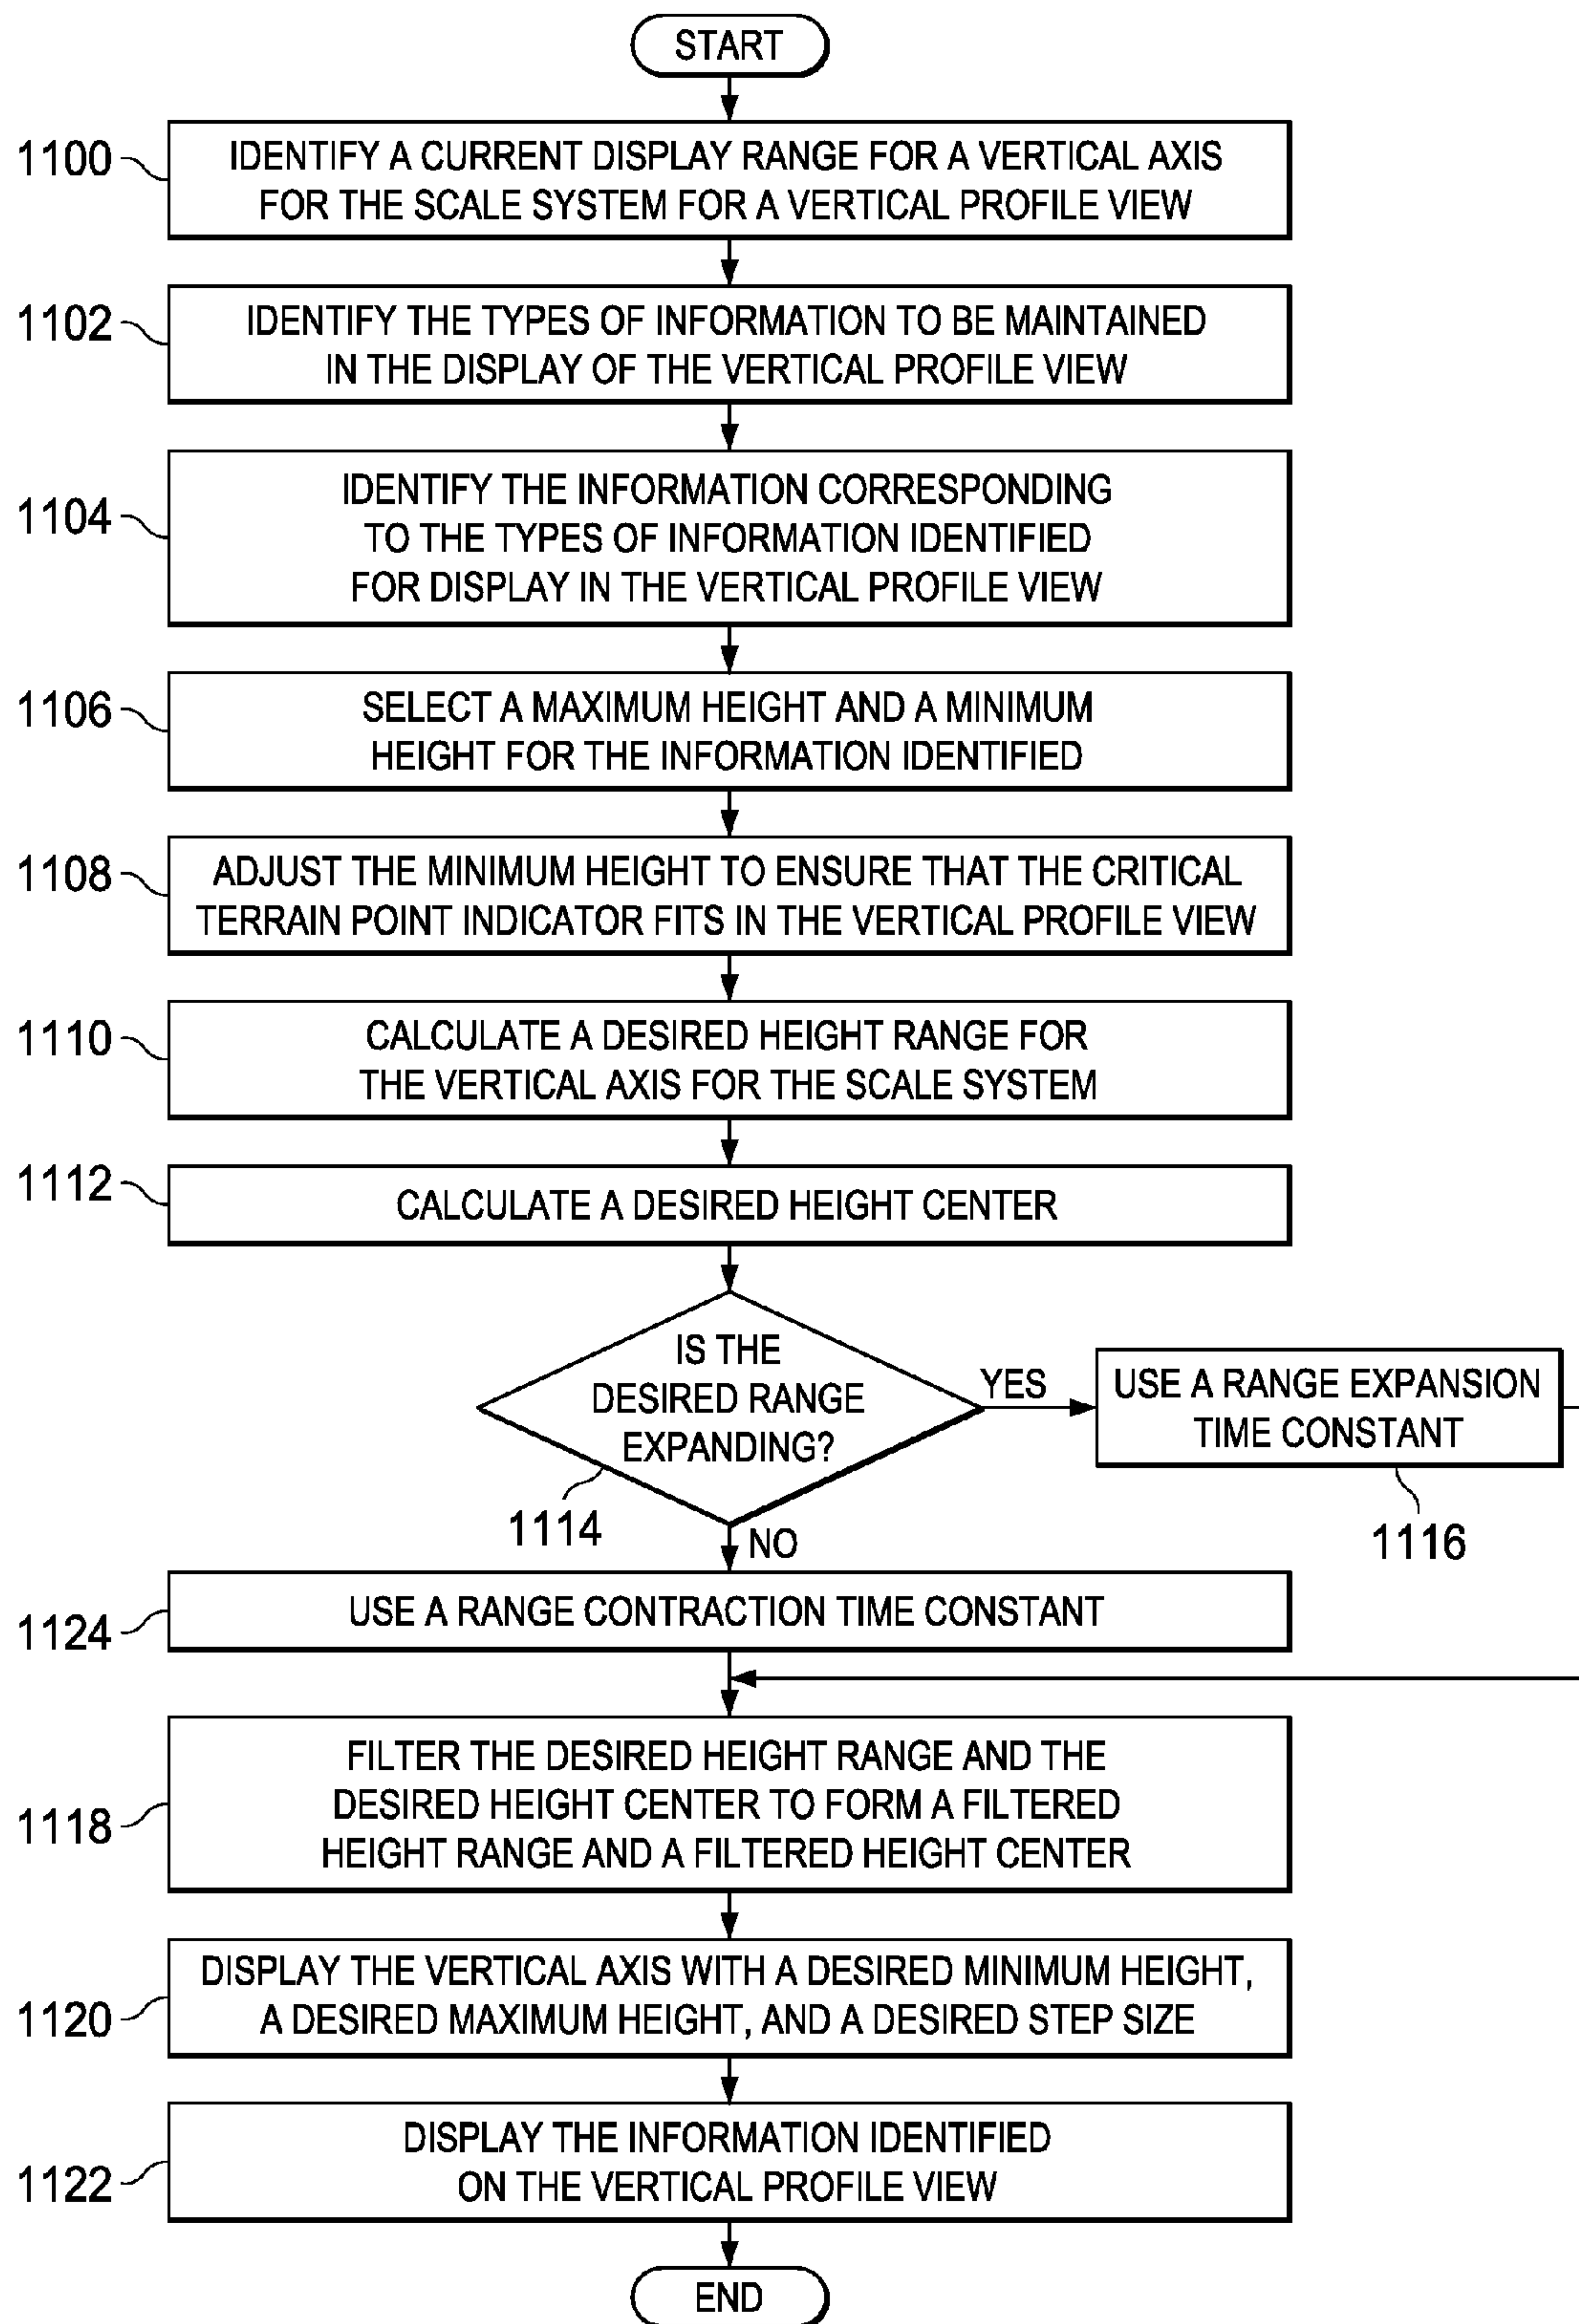 START
1100
IDENTIFY A CURRENT DISPLAY RANGE FOR A VERTICAL AXIS
FOR THE SCALE SYSTEM FOR A VERTICAL PROFILE VIEW
1102
IDENTIFY THE TYPES OF INFORMATION TO BE MAINTAINED
IN THE DISPLAY OF THE VERTICAL PROFILE VIEW
1104
IDENTIFY THE INFORMATION CORRESPONDING
TO THE TYPES OF INFORMATION IDENTIFIED
FOR DISPLAY IN THE VERTICAL PROFILE VIEW
1106
SELECT A MAXIMUM HEIGHT AND A MINIMUM
HEIGHT FOR THE INFORMATION IDENTIFIED
1108
ADJUST THE MINIMUM HEIGHT TO ENSURE THAT THE CRITICAL
TERRAIN POINT INDICATOR FITS IN THE VERTICAL PROFILE VIEW
1110
CALCULATE A DESIRED HEIGHT RANGE FOR
THE VERTICAL AXIS FOR THE SCALE SYSTEM
1112
CALCULATE A DESIRED HEIGHT CENTER
IS THE
DESIRED RANGE
EXPANDING?
1114
YES
USE A RANGE EXPANSION
TIME CONSTANT
1116
NO
1124
USE A RANGE CONTRACTION TIME CONSTANT
1118
FILTER THE DESIRED HEIGHT RANGE AND THE
DESIRED HEIGHT CENTER TO FORM A FILTERED
HEIGHT RANGE AND A FILTERED HEIGHT CENTER
1120
DISPLAY THE VERTICAL AXIS WITH A DESIRED MINIMUM HEIGHT,
A DESIRED MAXIMUM HEIGHT, AND A DESIRED STEP SIZE
1122
DISPLAY THE INFORMATION IDENTIFIED
ON THE VERTICAL PROFILE VIEW
END